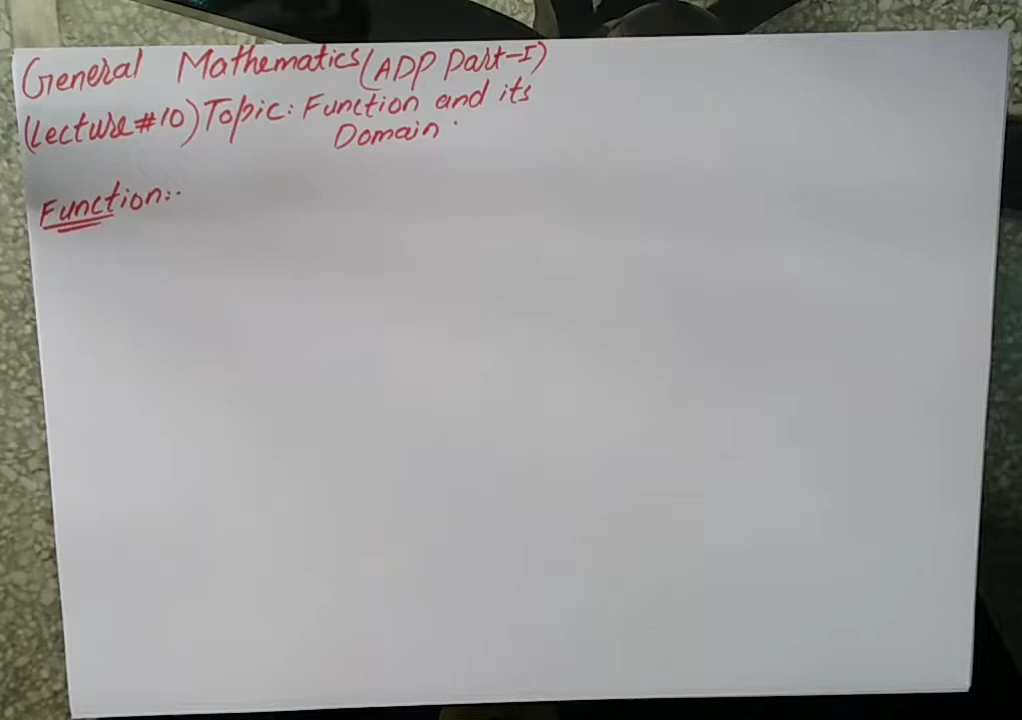 General Mathematics (ADP Part-I)
(Lecture #10) Topic: Function and its
Domain.
Function:-